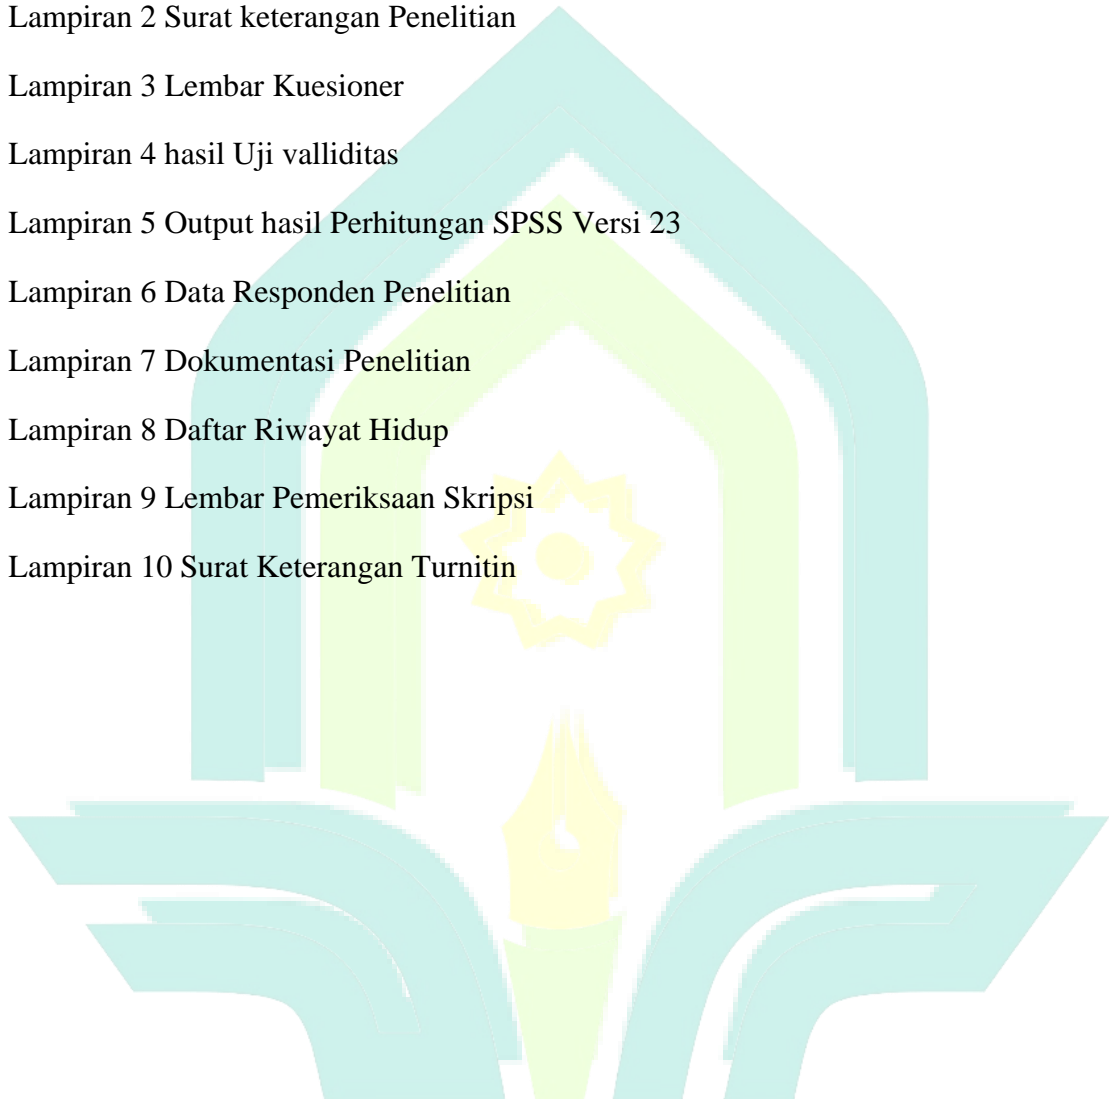 Lampiran 2 Surat keterangan Penelitian
Lampiran 3 Lembar Kuesioner
Lampiran 4 hasil Uji valliditas
Lampiran 5 Output hasil Perhitungan SPSS Versi 23
Lampiran 6 Data Responden Penelitian
Lampiran 7 Dokumentasi Penelitian
Lampiran 8 Daftar Riwayat Hidup
Lampiran 9 Lembar Pemeriksaan Skripsi
Lampiran 10 Surat Keterangan Turnitin